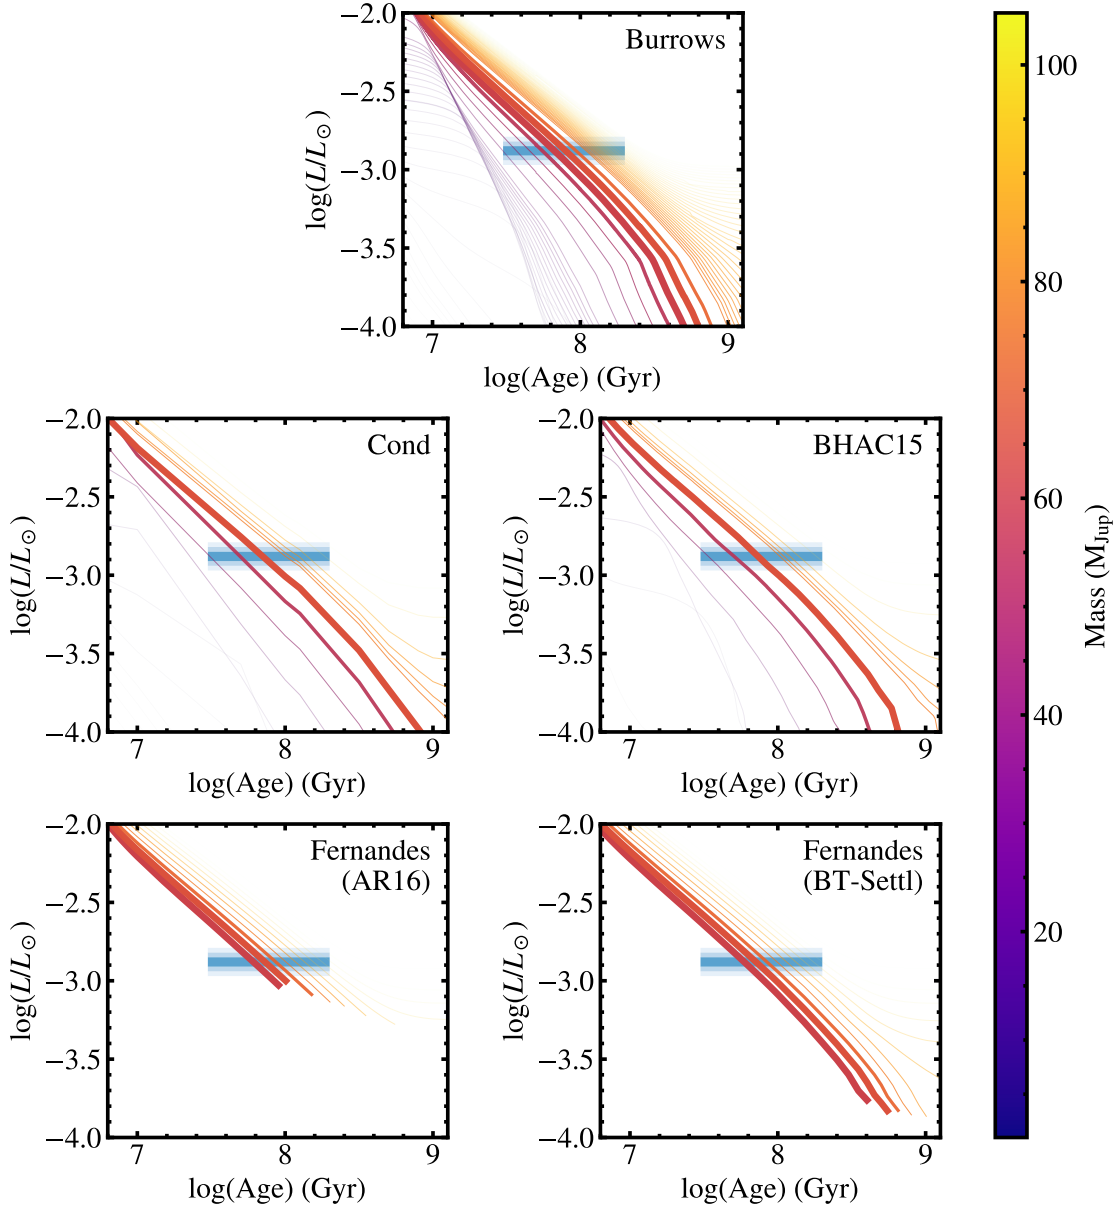 Burrows
−2.0
−2.5
−3.0
−3.5
−4.0
log(L/L⊙)
7 8 9
log(Age) (Gyr)
Cond
−2.0
−2.5
−3.0
−3.5
−4.0
log(L/L⊙)
7 8 9
log(Age) (Gyr)
BHAC15
−2.0
−2.5
−3.0
−3.5
−4.0
log(L/L⊙)
7 8 9
log(Age) (Gyr)
Fernandes
(AR16)
−2.0
−2.5
−3.0
−3.5
−4.0
log(L/L⊙)
7 8 9
log(Age) (Gyr)
Fernandes
(BT-Settl)
−2.0
−2.5
−3.0
−3.5
−4.0
log(L/L⊙)
7 8 9
log(Age) (Gyr)
100
80
60
40
20
Mass (MJup)